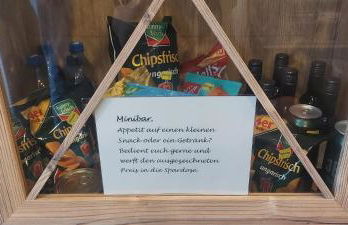 Chipsfrisch
ungarisch
Minibar.
Appetit auf einen kleinen
Snack oder ein Getränk?
Bedient euch gerne und
werft den ausgezeichneten
Preis in die Spardose.
Chipsfrisch
ungarisch